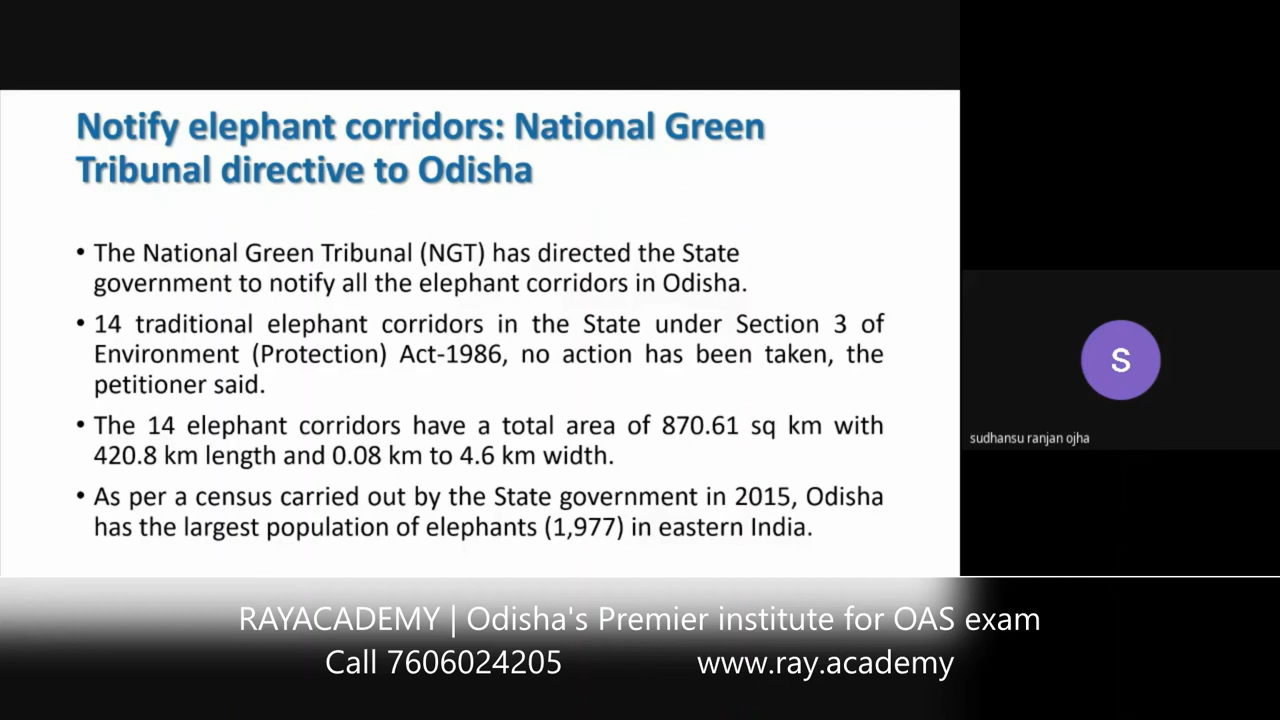 Notify elephant corridors: National Green
Tribunal directive to Odisha
• The National Green Tribunal (NGT) has directed the State
government to notify all the elephant corridors in Odisha.
• 14 traditional elephant corridors in the State under Section 3 of
Environment (Protection) Act-1986, no action has been taken, the
petitioner said.
• The 14 elephant corridors have a total area of 870.61 sq km with
420.8 km length and 0.08 km to 4.6 km width.
• As per a census carried out by the State government in 2015, Odisha
has the largest population of elephants (1,977) in eastern India.
S
sudhansu ranjan ojha
RAYACADEMY | Odisha's Premier institute for OAS exam
Call 7606024205 www.ray.academy